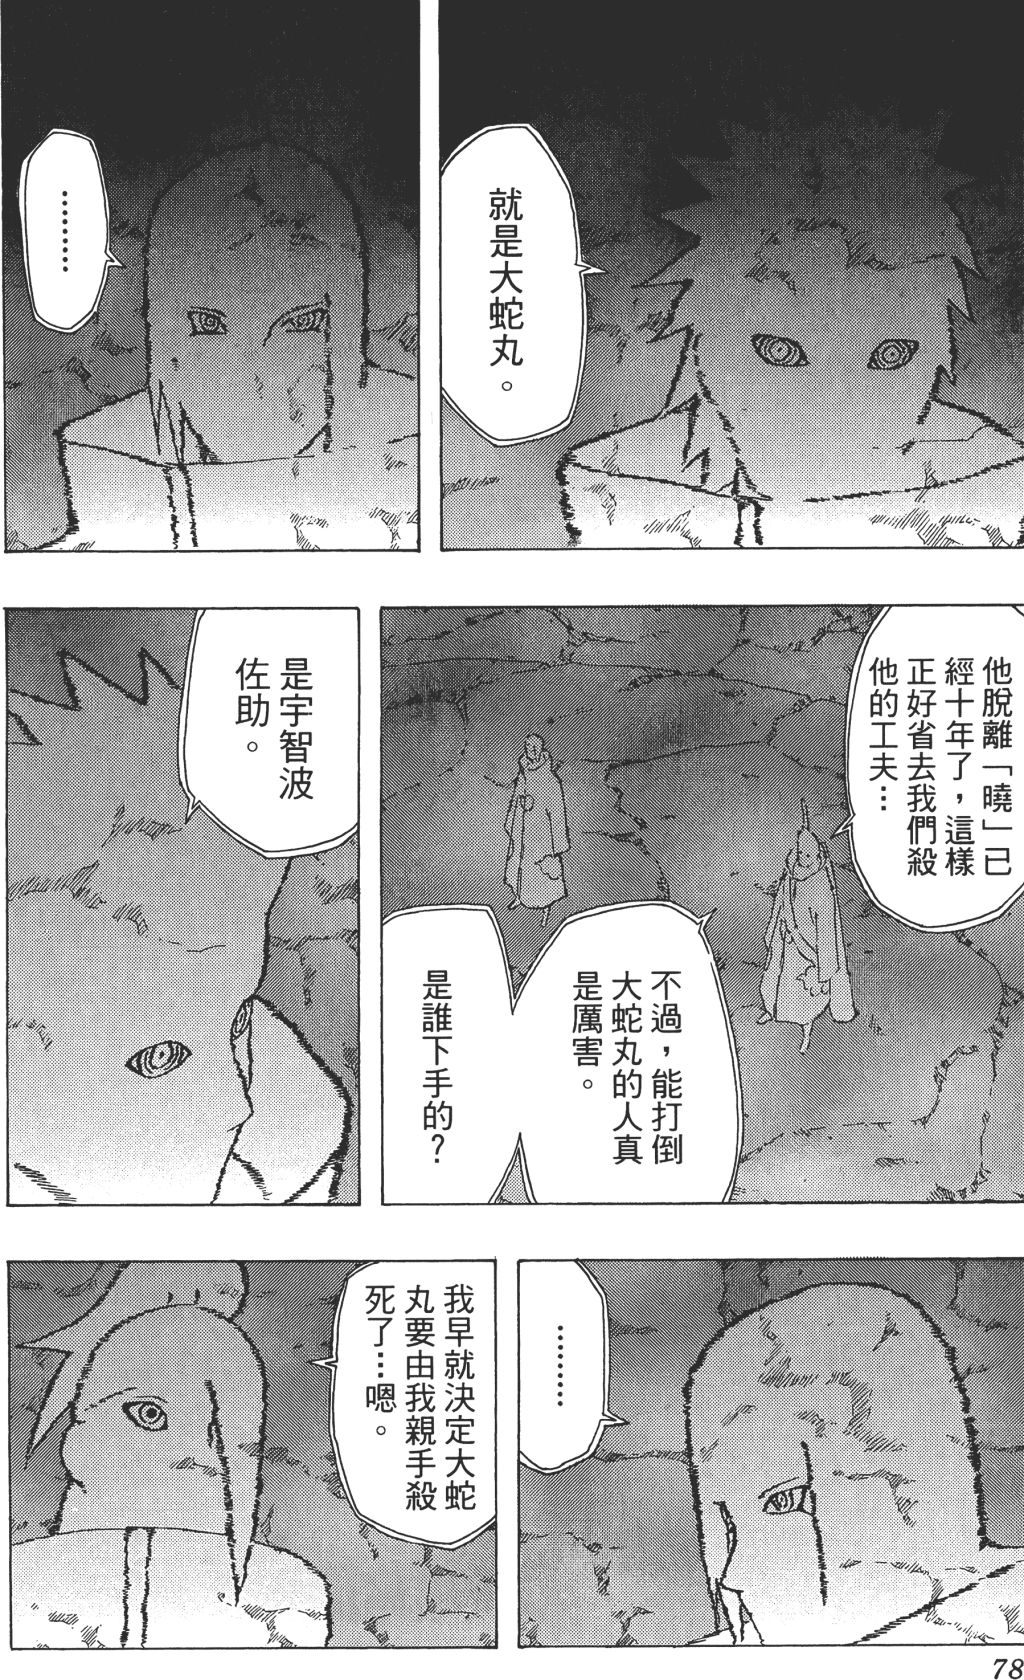 就是大蛇丸。
………
他脫離「曉」已
經十年了，這樣
正好省去我們殺
他的工夫…
不過，能打倒
大蛇丸的人真
是厲害。
是誰下手的？
是宇智波
佐助。
………
我早就決定大蛇
丸要由我親手殺
死了…嗯。
78